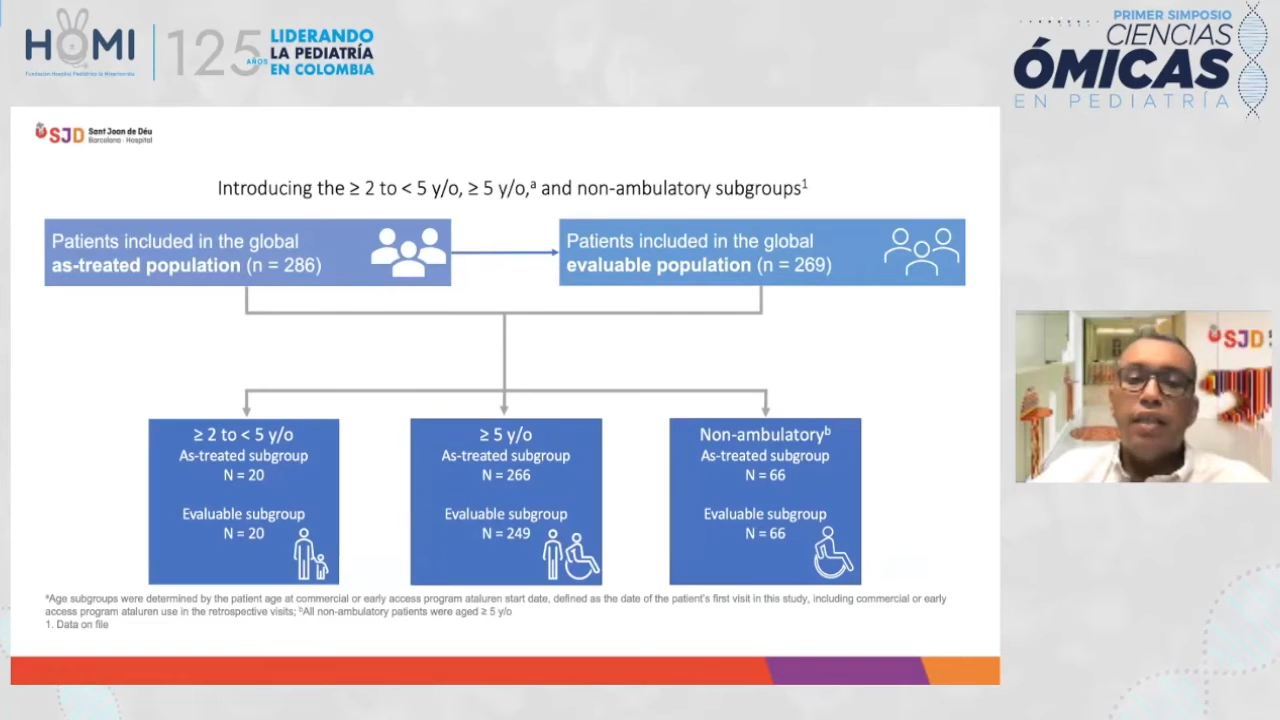 HOMI
Fundación Hospital Pediátrico la Misericordia
125
AÑOS
LIDERANDO
LA PEDIATRÍA
EN COLOMBIA
PRIMER SIMPOSIO
CIENCIAS
ÓMICAS
EN PEDIATRÍA
SJD Sant Joan de Déu
Barcelona · Hospital
Introducing the ≥ 2 to < 5 y/o, ≥ 5 y/o,ª and non-ambulatory subgroups¹
Patients included in the global
as-treated population (n = 286)
Patients included in the global
evaluable population (n = 269)
≥ 2 to < 5 y/o
As-treated subgroup
N = 20
Evaluable subgroup
N = 20
≥ 5 y/o
As-treated subgroup
N = 266
Evaluable subgroup
N = 249
Non-ambulatoryᵇ
As-treated subgroup
N = 66
Evaluable subgroup
N = 66
ªAge subgroups were determined by the patient age at commercial or early access program ataluren start date, defined as the date of the patient's first visit in this study, including commercial or early
access program ataluren use in the retrospective visits; ᵇAll non-ambulatory patients were aged ≥ 5 y/o
1. Data on file
SJD